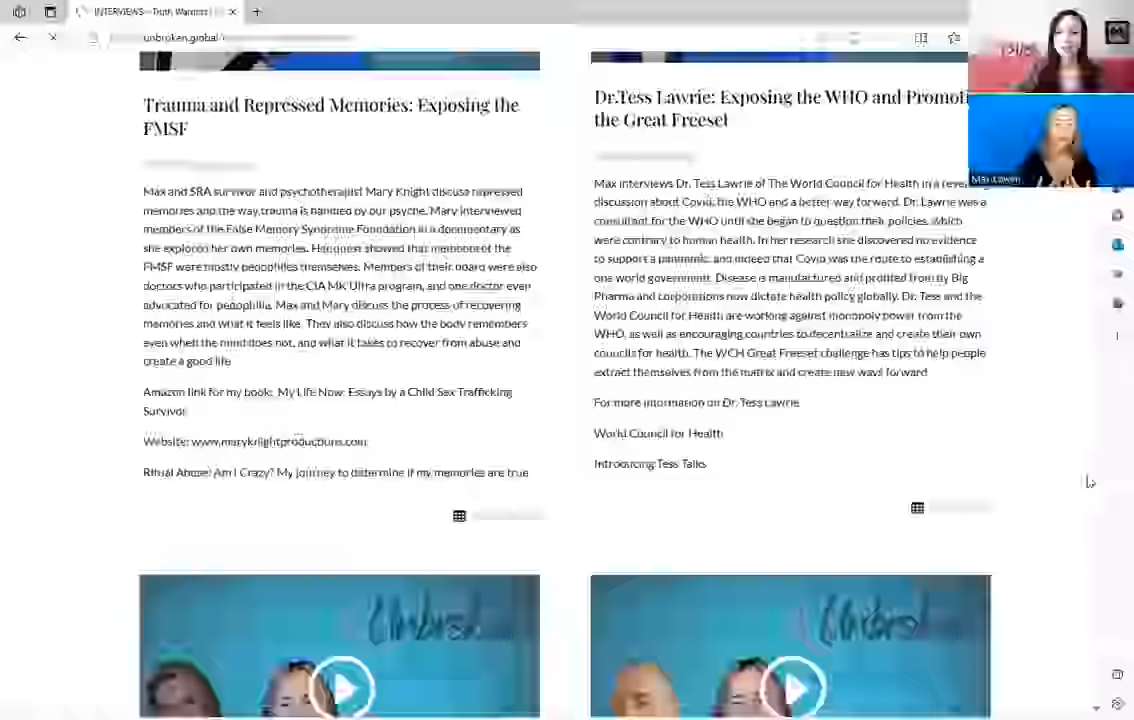 INTERVIEWS—Truth, Warriors |
unbroken.global
Trauma and Repressed Memories: Exposing the
FMSF
Max and SRA survivor and psychotherapist Mary Knight discuss repressed
memories and the way trauma is handled by our psyche. Mary interviewed
members of the False Memory Syndrome Foundation in a documentary as
she explored her own memories. Her quest showed that members of the
FMSF were mostly pedophiles themselves. Members of their board were also
doctors who participated in the CIA MK Ultra program, and one doctor even
advocated for pedophilia. Max and Mary discuss the process of recovering
memories and what it feels like. They also discuss how the body remembers
even when the mind does not, and what it takes to recover from abuse and
create a good life
Amazon link for my book: My Life Now: Essays by a Child Sex Trafficking
Survivor
Website: www.maryknightproductions.com
Ritual Abuse: Am I Crazy? My journey to determine if my memories are true
Dr.Tess Lawrie: Exposing the WHO and Promoti
the Great Freeset
Max interviews Dr. Tess Lawrie of The World Council for Health in a
discussion about Covid, the WHO and a better way forward. Dr. Lawrie was a
consultant for the WHO until she began to question their policies, which
were contrary to human health. In her research she discovered no evidence
to support a pandemic, and indeed that Covid was the route to establishing a
one world government. Disease is manufactured and profited from by Big
Pharma and corporations now dictate health policy globally. Dr. Tess and the
World Council for Health are working against monopoly power from the
WHO, as well as encouraging countries to decentralize and create their own
councils for health. The WCH Great Freeset challenge has tips to help people
extract themselves from the matrix and create new ways forward
For more information on Dr. Tess Lawrie
World Council for Health
Introducing Tess Talks
Max Lowen
Unbroken
Unbroken